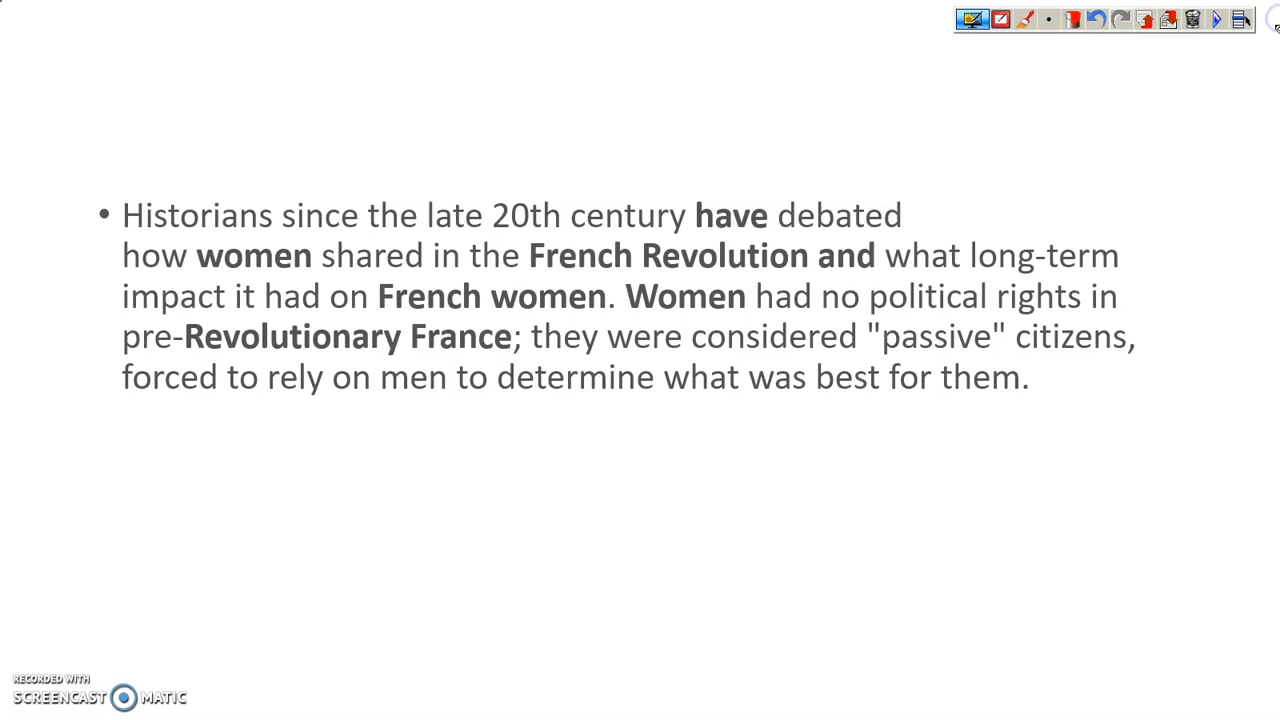 • Historians since the late 20th century have debated
how women shared in the French Revolution and what long-term
impact it had on French women. Women had no political rights in
pre-Revolutionary France; they were considered "passive" citizens,
forced to rely on men to determine what was best for them.
RECORDED WITH
SCREENCAST MATIC